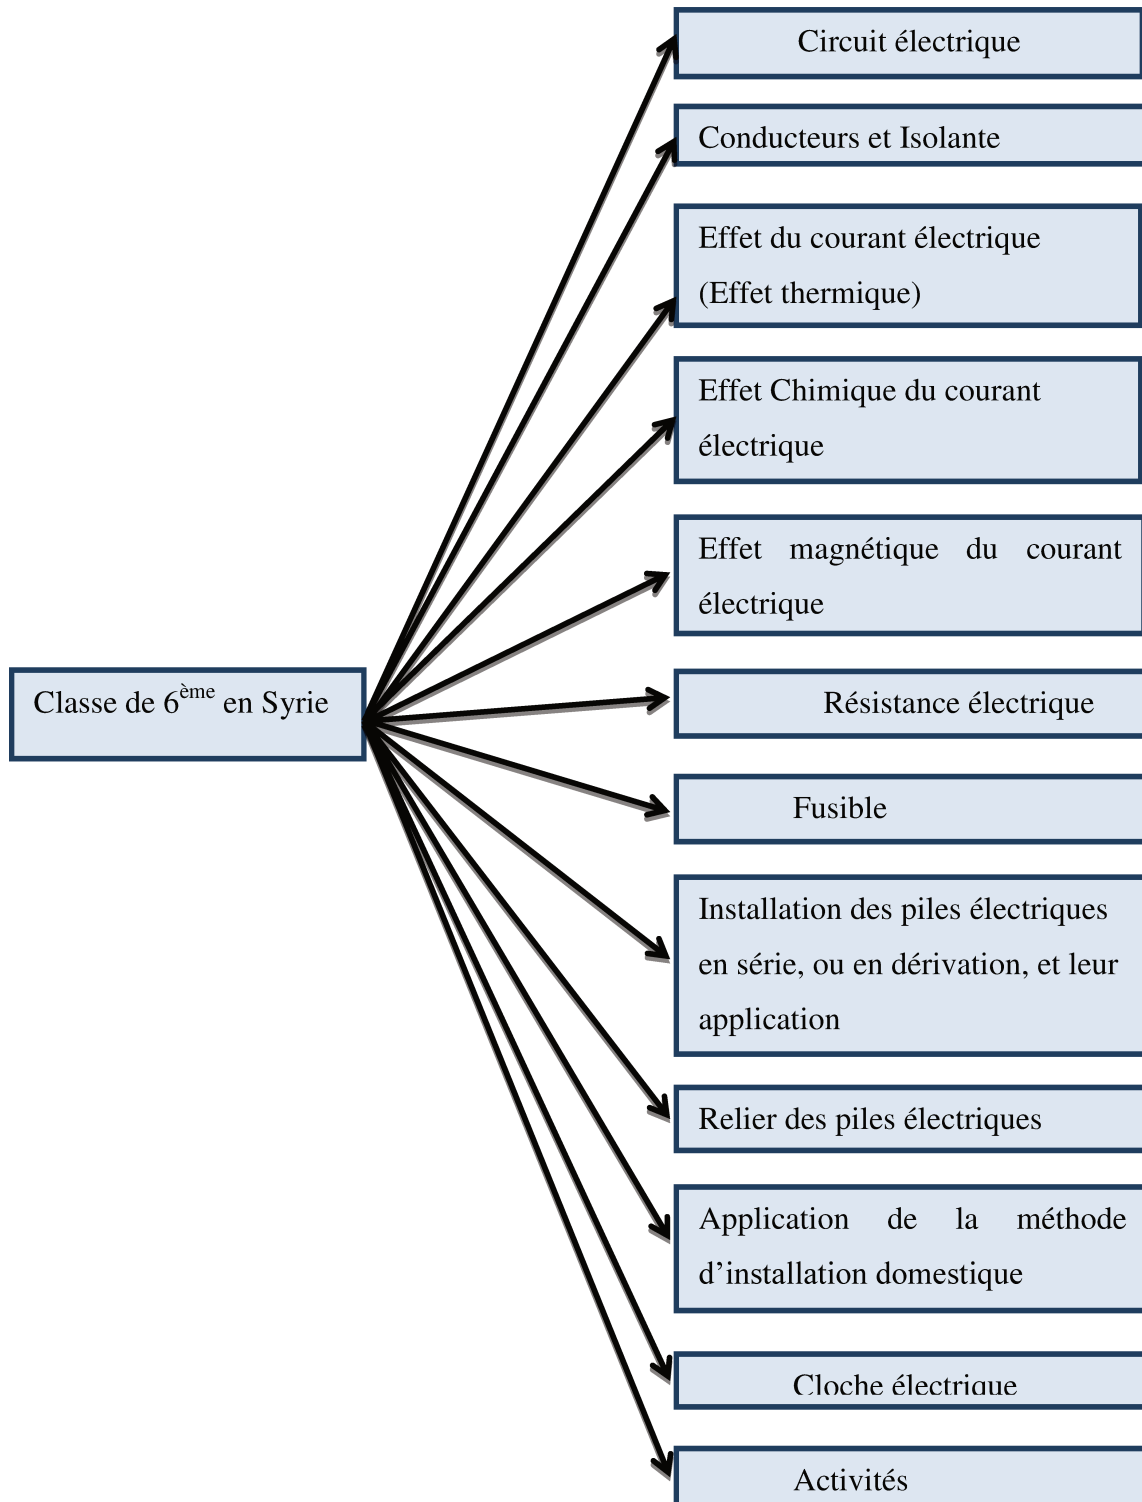 Circuit électrique
Conducteurs et Isolante
Effet du courant électrique
(Effet thermique)
Effet Chimique du courant
électrique
Effet magnétique du courant
électrique
Classe de 6ème en Syrie
Résistance électrique
Fusible
Installation des piles électriques
en série, ou en dérivation, et leur
application
Relier des piles électriques
Application de la méthode
d’installation domestique
Cloche électrique
Activités